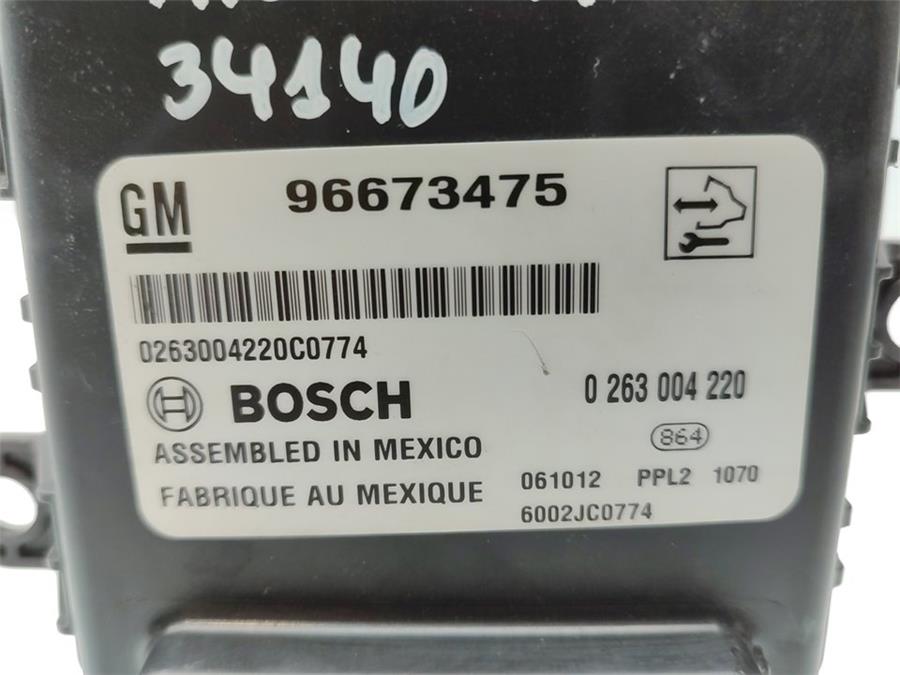 34140
GM 96673475
0263004220C0774
BOSCH 0 263 004 220
ASSEMBLED IN MEXICO 864
FABRIQUE AU MEXIQUE 061012 PPL2 1070
6002JC0774